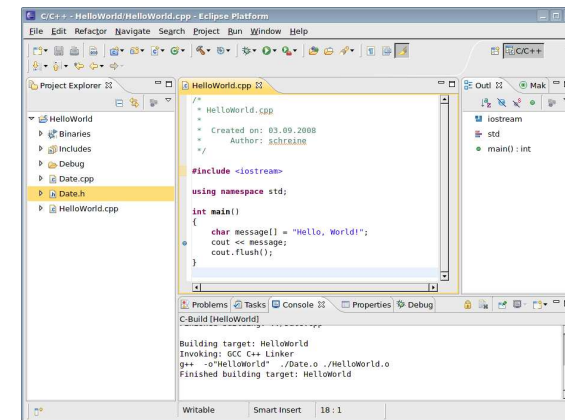 C/C++ - HelloWorld/HelloWorld.cpp - Eclipse Platform
File Edit Refactor Navigate Search Project Run Window Help
C/C++
Project Explorer
HelloWorld.cpp
Outl Mak
HelloWorld
Binaries
Includes
Debug
Date.cpp
Date.h
HelloWorld.cpp
/*
* HelloWorld.cpp
*
* Created on: 03.09.2008
* Author: schreine
*/
#include <iostream>
using namespace std;
int main()
{
char message[] = "Hello, World!";
cout << message;
cout.flush();
}
iostream
std
main() : int
Problems Tasks Console Properties Debug
C-Build [HelloWorld]
Building target: HelloWorld
Invoking: GCC C++ Linker
g++ -o"HelloWorld" ./Date.o ./HelloWorld.o
Finished building target: HelloWorld
Writable Smart Insert 18 : 1